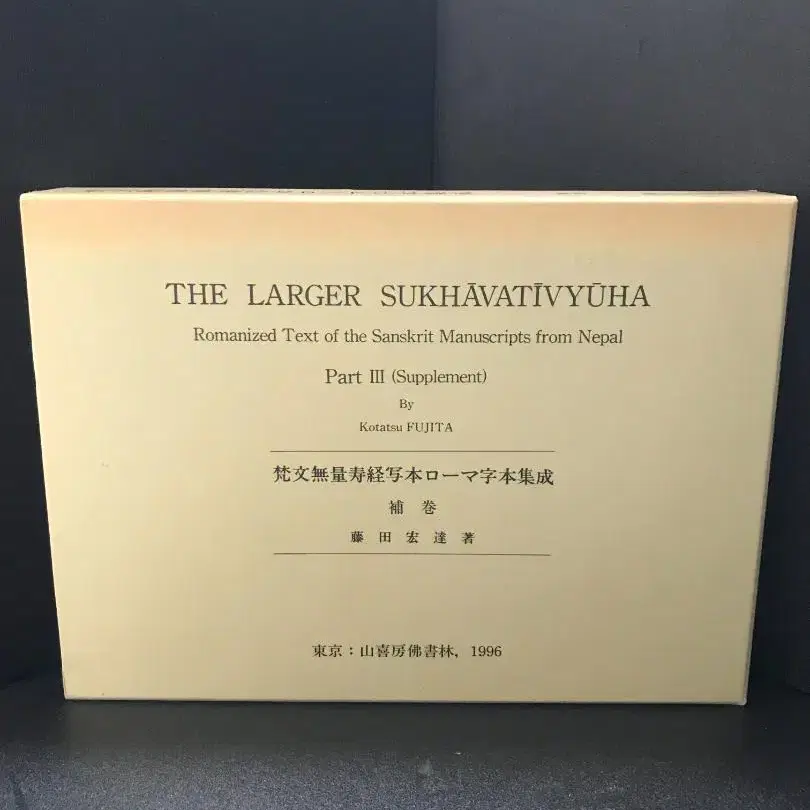 THE LARGER SUKHĀVATĪVYŪHA
Romanized Text of the Sanskrit Manuscripts from Nepal
Part III (Supplement)
By
Kotatsu FUJITA
梵文無量寿経写本ローマ字本集成
補 巻
藤 田 宏 達 著
東京：山喜房佛書林，1996